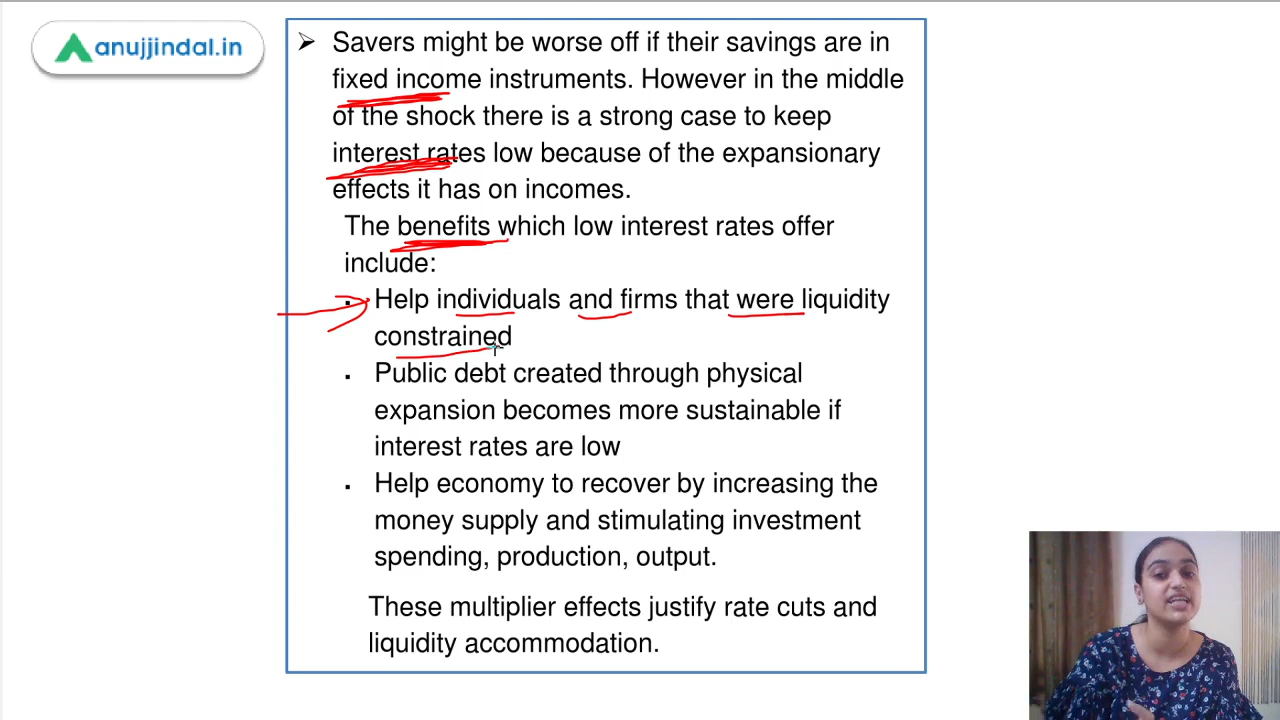 anujjindal.in
➢ Savers might be worse off if their savings are in
fixed income instruments. However in the middle
of the shock there is a strong case to keep
interest rates low because of the expansionary
effects it has on incomes.
The benefits which low interest rates offer
include:
▪ Help individuals and firms that were liquidity
constrained
▪ Public debt created through physical
expansion becomes more sustainable if
interest rates are low
▪ Help economy to recover by increasing the
money supply and stimulating investment
spending, production, output.
These multiplier effects justify rate cuts and
liquidity accommodation.